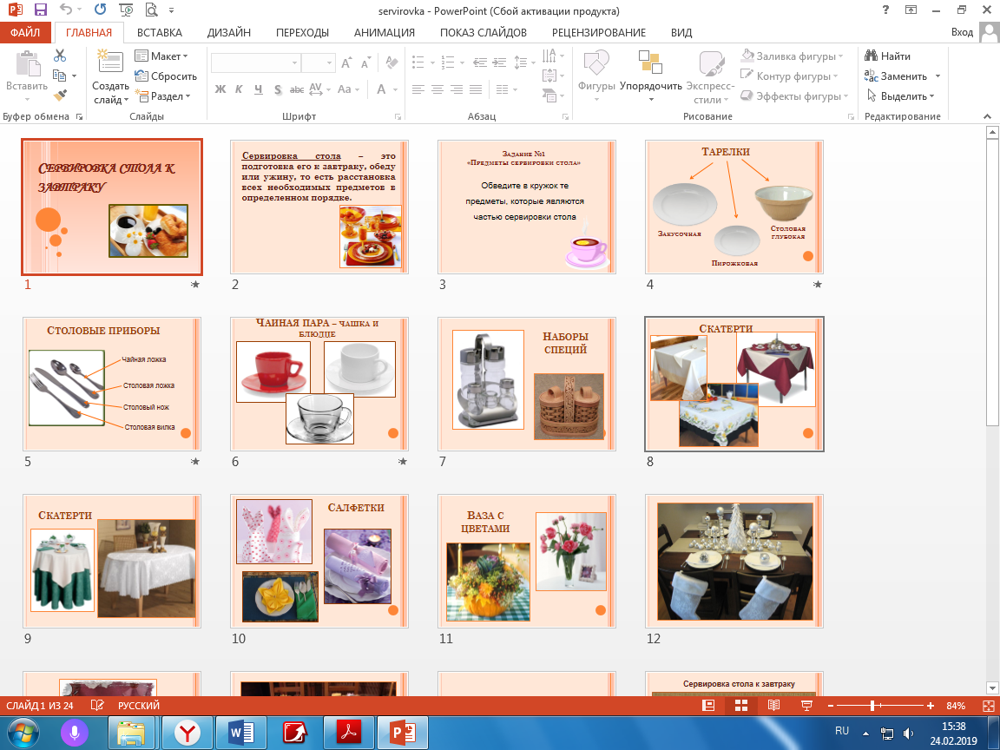 servirovka - PowerPoint (Сбой активации продукта)
?
ФАЙЛ ГЛАВНАЯ ВСТАВКА ДИЗАЙН ПЕРЕХОДЫ АНИМАЦИЯ ПОКАЗ СЛАЙДОВ РЕЦЕНЗИРОВАНИЕ ВИД Вход
Вставить
Создать
слайд
Макет
Сбросить
Раздел
Ж К Ч S abc AV Aa A
Фигуры
Упорядочить
Экспресс-
стили
Заливка фигуры
Контур фигуры
Эффекты фигуры
Найти
Заменить
Выделить
Буфер обмена Слайды Шрифт Абзац Рисование Редактирование
Сервировка стола к
завтраку
1
Сервировка стола – это
подготовка его к завтраку, обеду
или ужину, то есть расстановка
всех необходимых предметов в
определенном порядке.
2
Задание №1
«Предметы сервировки стола»
Обведите в кружок те
предметы, которые являются
частью сервировки стола
3
Тарелки
Закусочная
Столовая
глубокая
Пирожковая
4
Столовые приборы
Чайная ложка
Столовая ложка
Столовый нож
Столовая вилка
5
Чайная пара – чашка и
блюдце
6
Наборы
специй
7
Скатерти
8
Скатерти
9
Салфетки
10
Ваза с
цветами
11
12
Сервировка стола к завтраку
СЛАЙД 1 ИЗ 24 РУССКИЙ 84%
RU
15:38
24.02.2019